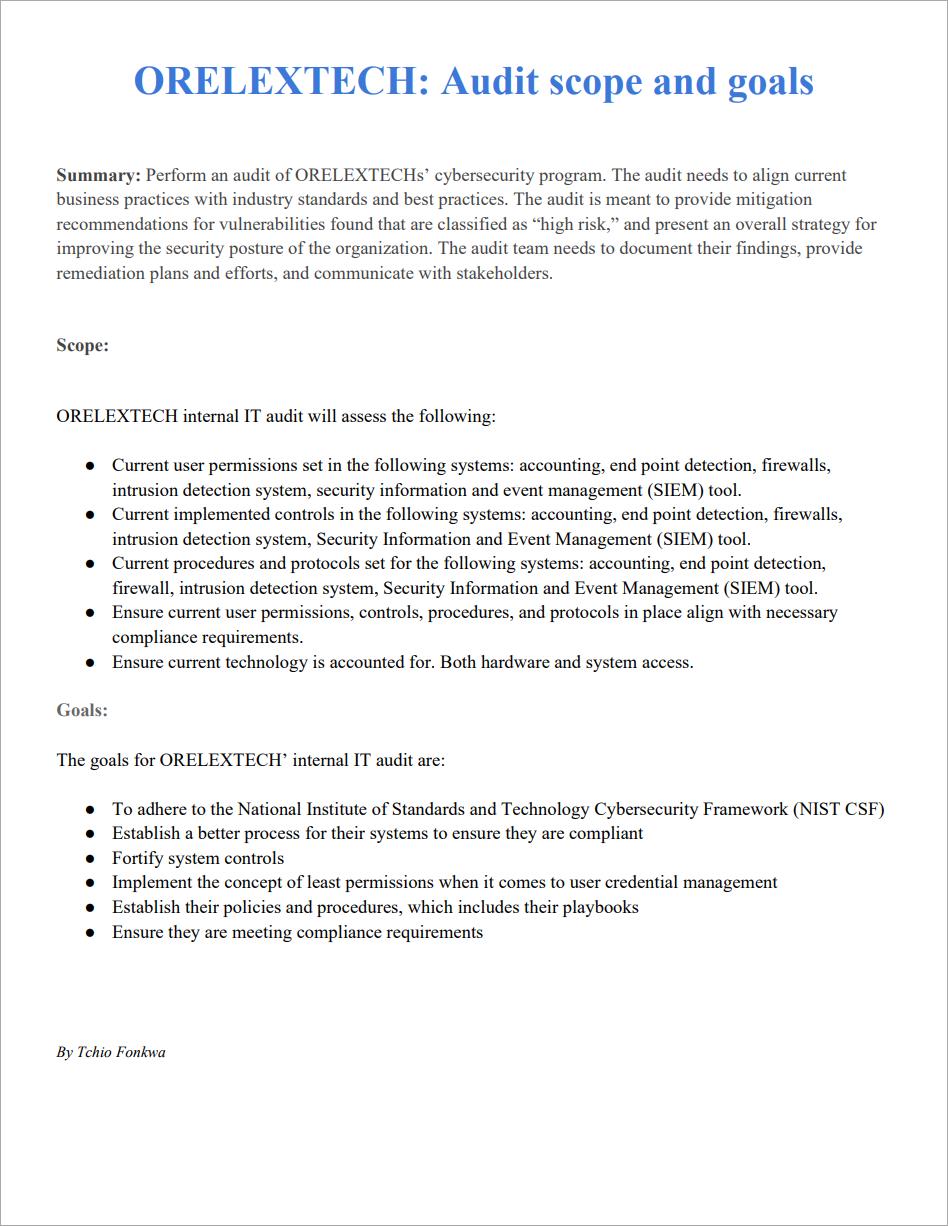 ORELEXTECH: Audit scope and goals
Summary: Perform an audit of ORELEXTECHs’ cybersecurity program. The audit needs to align current
business practices with industry standards and best practices. The audit is meant to provide mitigation
recommendations for vulnerabilities found that are classified as “high risk,” and present an overall strategy for
improving the security posture of the organization. The audit team needs to document their findings, provide
remediation plans and efforts, and communicate with stakeholders.
Scope:
ORELEXTECH internal IT audit will assess the following:
● Current user permissions set in the following systems: accounting, end point detection, firewalls,
intrusion detection system, security information and event management (SIEM) tool.
● Current implemented controls in the following systems: accounting, end point detection, firewalls,
intrusion detection system, Security Information and Event Management (SIEM) tool.
● Current procedures and protocols set for the following systems: accounting, end point detection,
firewall, intrusion detection system, Security Information and Event Management (SIEM) tool.
● Ensure current user permissions, controls, procedures, and protocols in place align with necessary
compliance requirements.
● Ensure current technology is accounted for. Both hardware and system access.
Goals:
The goals for ORELEXTECH’ internal IT audit are:
● To adhere to the National Institute of Standards and Technology Cybersecurity Framework (NIST CSF)
● Establish a better process for their systems to ensure they are compliant
● Fortify system controls
● Implement the concept of least permissions when it comes to user credential management
● Establish their policies and procedures, which includes their playbooks
● Ensure they are meeting compliance requirements
By Tchio Fonkwa